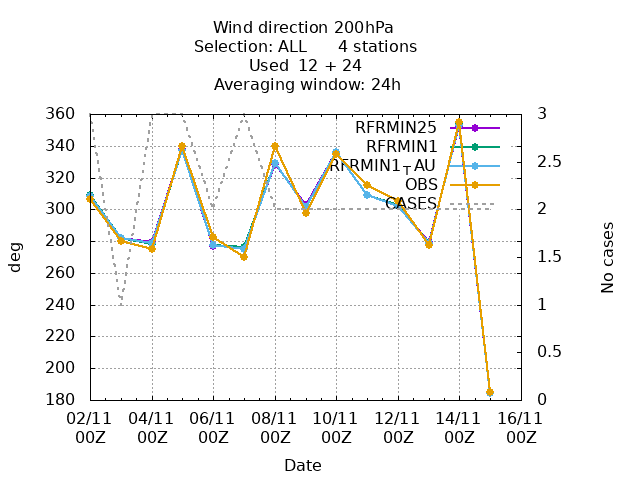 Wind direction 200hPa
Selection: ALL      4 stations
Used  12 + 24
Averaging window: 24h
RFRMIN25
RFRMIN1
RFRMIN1_TAU
OBS
CASES
360
340
320
300
280
260
240
220
200
180
deg
3
2.5
2
1.5
1
0.5
0
No cases
02/11 04/11 06/11 08/11 10/11 12/11 14/11 16/11
00Z 00Z 00Z 00Z 00Z 00Z 00Z 00Z
Date